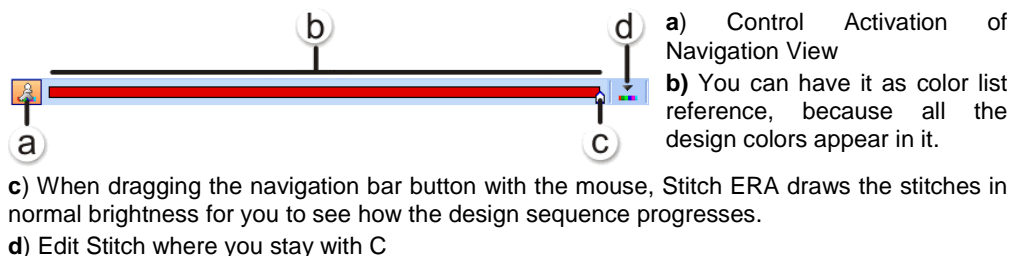 b
d
a
c
a) Control Activation of
Navigation View
b) You can have it as color list
reference, because all the
design colors appear in it.
c) When dragging the navigation bar button with the mouse, Stitch ERA draws the stitches in
normal brightness for you to see how the design sequence progresses.
d) Edit Stitch where you stay with C